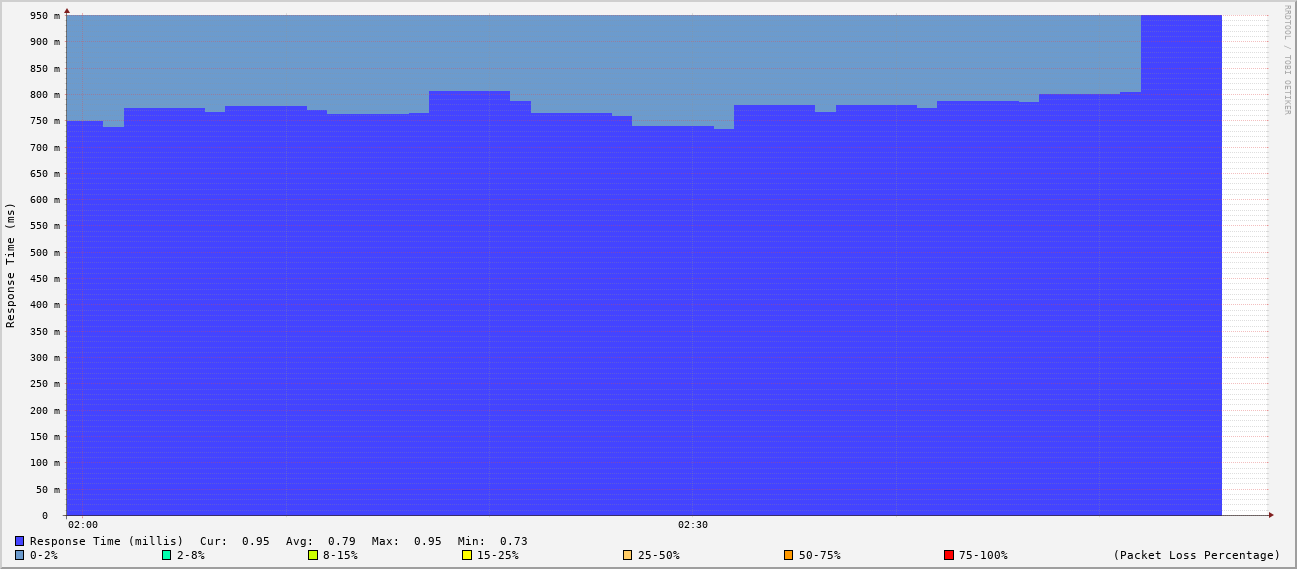 RRDTOOL / TOBI OETIKER
Response Time (ms)
950 m
900 m
850 m
800 m
750 m
700 m
650 m
600 m
550 m
500 m
450 m
400 m
350 m
300 m
250 m
200 m
150 m
100 m
50 m
0
02:00 02:30
Response Time (millis) Cur: 0.95 Avg: 0.79 Max: 0.95 Min: 0.73
0-2% 2-8% 8-15% 15-25% 25-50% 50-75% 75-100% (Packet Loss Percentage)